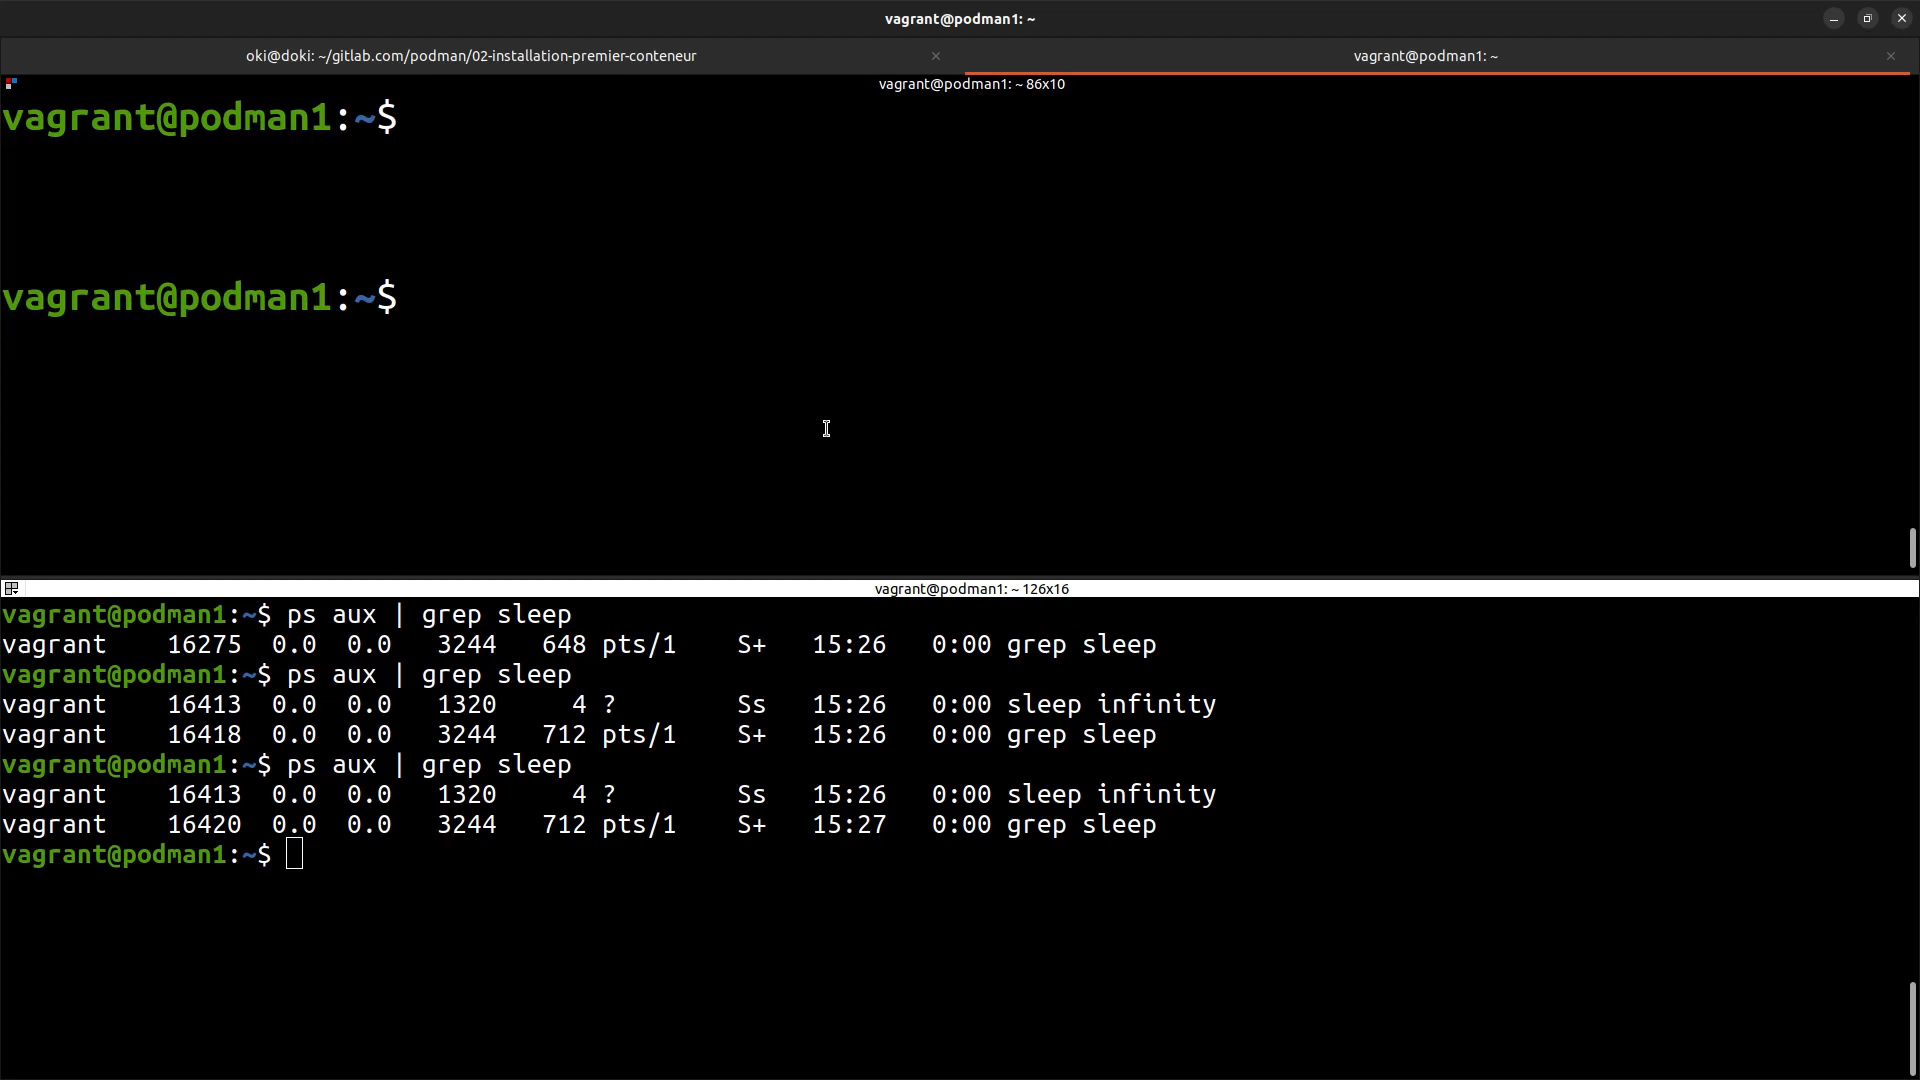 vagrant@podman1: ~
oki@doki: ~/gitlab.com/podman/02-installation-premier-conteneur
vagrant@podman1: ~
vagrant@podman1: ~ 86x10
vagrant@podman1:~$
vagrant@podman1:~$
vagrant@podman1: ~ 126x16
vagrant@podman1:~$ ps aux | grep sleep
vagrant    16275  0.0  0.0   3244   648 pts/1    S+   15:26   0:00 grep sleep
vagrant@podman1:~$ ps aux | grep sleep
vagrant    16413  0.0  0.0   1320     4 ?        Ss   15:26   0:00 sleep infinity
vagrant    16418  0.0  0.0   3244   712 pts/1    S+   15:26   0:00 grep sleep
vagrant@podman1:~$ ps aux | grep sleep
vagrant    16413  0.0  0.0   1320     4 ?        Ss   15:26   0:00 sleep infinity
vagrant    16420  0.0  0.0   3244   712 pts/1    S+   15:27   0:00 grep sleep
vagrant@podman1:~$